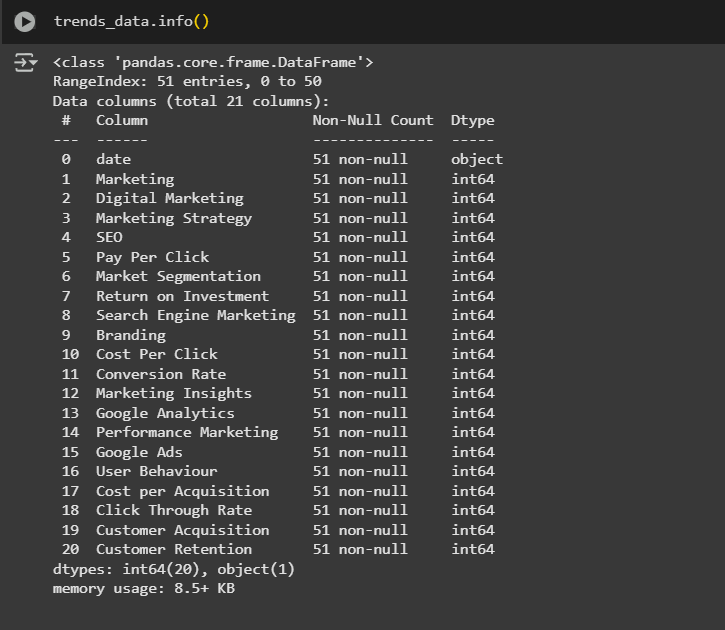 trends_data.info()
<class 'pandas.core.frame.DataFrame'>
RangeIndex: 51 entries, 0 to 50
Data columns (total 21 columns):
 #   Column                 Non-Null Count  Dtype
---  ------                 --------------  -----
 0   date                   51 non-null     object
 1   Marketing              51 non-null     int64
 2   Digital Marketing      51 non-null     int64
 3   Marketing Strategy     51 non-null     int64
 4   SEO                    51 non-null     int64
 5   Pay Per Click          51 non-null     int64
 6   Market Segmentation    51 non-null     int64
 7   Return on Investment   51 non-null     int64
 8   Search Engine Marketing  51 non-null     int64
 9   Branding               51 non-null     int64
 10  Cost Per Click         51 non-null     int64
 11  Conversion Rate        51 non-null     int64
 12  Marketing Insights     51 non-null     int64
 13  Google Analytics       51 non-null     int64
 14  Performance Marketing  51 non-null     int64
 15  Google Ads             51 non-null     int64
 16  User Behaviour         51 non-null     int64
 17  Cost per Acquisition   51 non-null     int64
 18  Click Through Rate     51 non-null     int64
 19  Customer Acquisition   51 non-null     int64
 20  Customer Retention     51 non-null     int64
dtypes: int64(20), object(1)
memory usage: 8.5+ KB